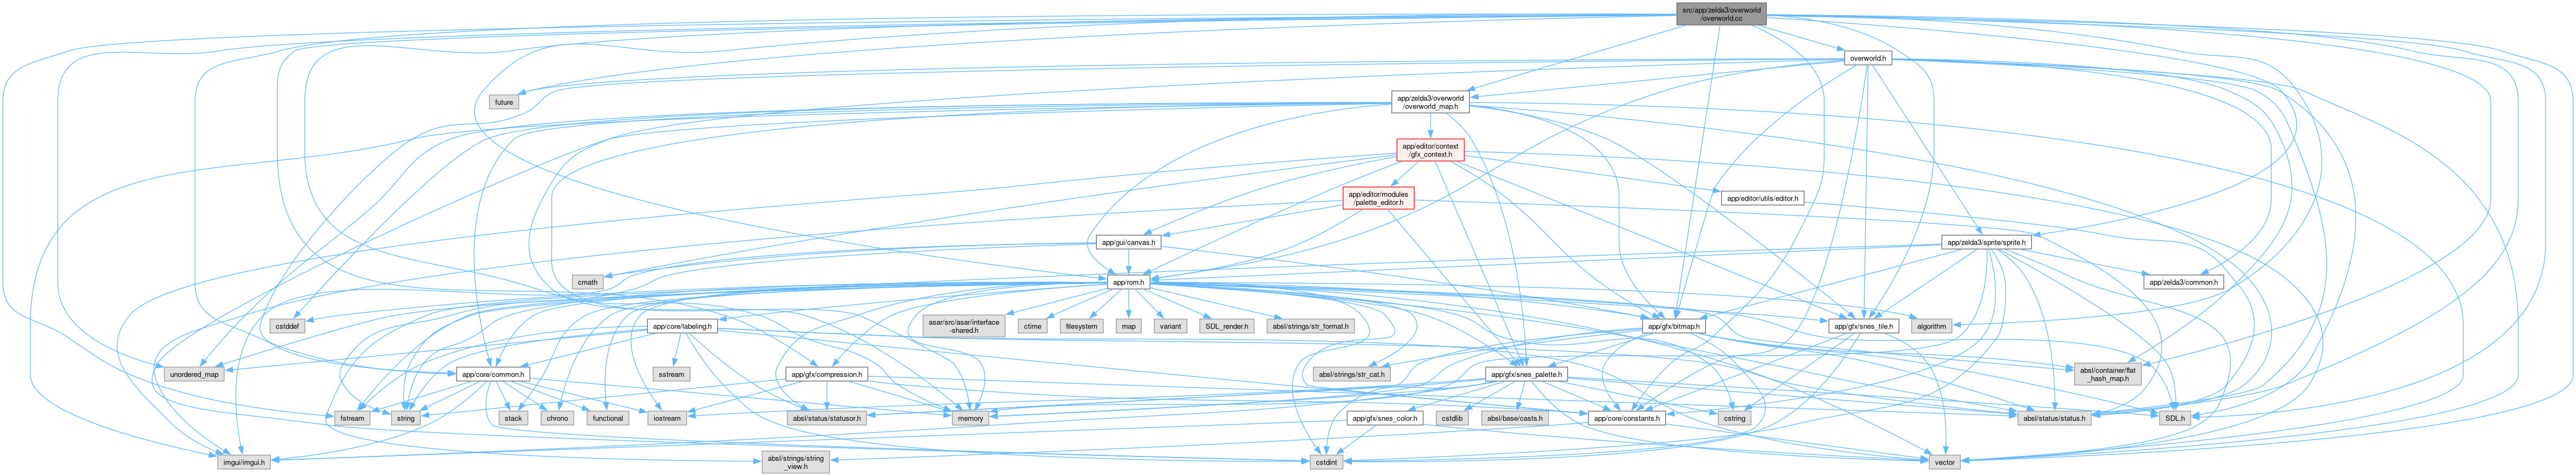 src/app/zelda3/overworld
/overworld.cc
overworld.h
future
app/zelda3/overworld
/overworld_map.h
app/editor/context
/gfx_context.h
app/editor/modules
/palette_editor.h
app/editor/utils/editor.h
app/gui/canvas.h
app/zelda3/sprite/sprite.h
cmath
app/rom.h
app/zelda3/common.h
cstddef
app/core/labeling.h
asar/src/asar/interface
-shared.h
ctime
filesystem
map
variant
SDL_render.h
absl/strings/str_format.h
app/gfx/bitmap.h
app/gfx/snes_tile.h
algorithm
unordered_map
app/core/common.h
sstream
app/gfx/compression.h
absl/strings/str_cat.h
app/gfx/snes_palette.h
absl/container/flat
_hash_map.h
fstream
string
stack
chrono
functional
iostream
absl/status/statusor.h
memory
app/gfx/snes_color.h
cstdlib
absl/base/casts.h
app/core/constants.h
cstring
absl/status/status.h
SDL.h
imgui/imgui.h
absl/strings/string
_view.h
cstdint
vector